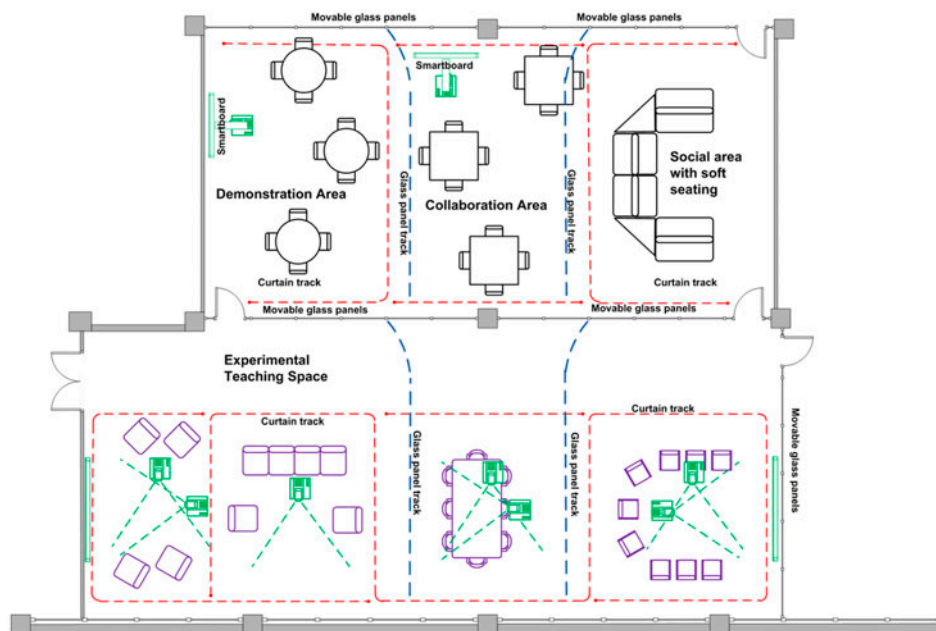 Movable glass panels
Movable glass panels
Smartboard
Smartboard
Demonstration Area
Glass panel track
Collaboration Area
Glass panel track
Social area
with soft
seating
Curtain track
Curtain track
Movable glass panels
Movable glass panels
Experimental
Teaching Space
Curtain track
Curtain track
Glass panel track
Glass panel track
Movable glass panels